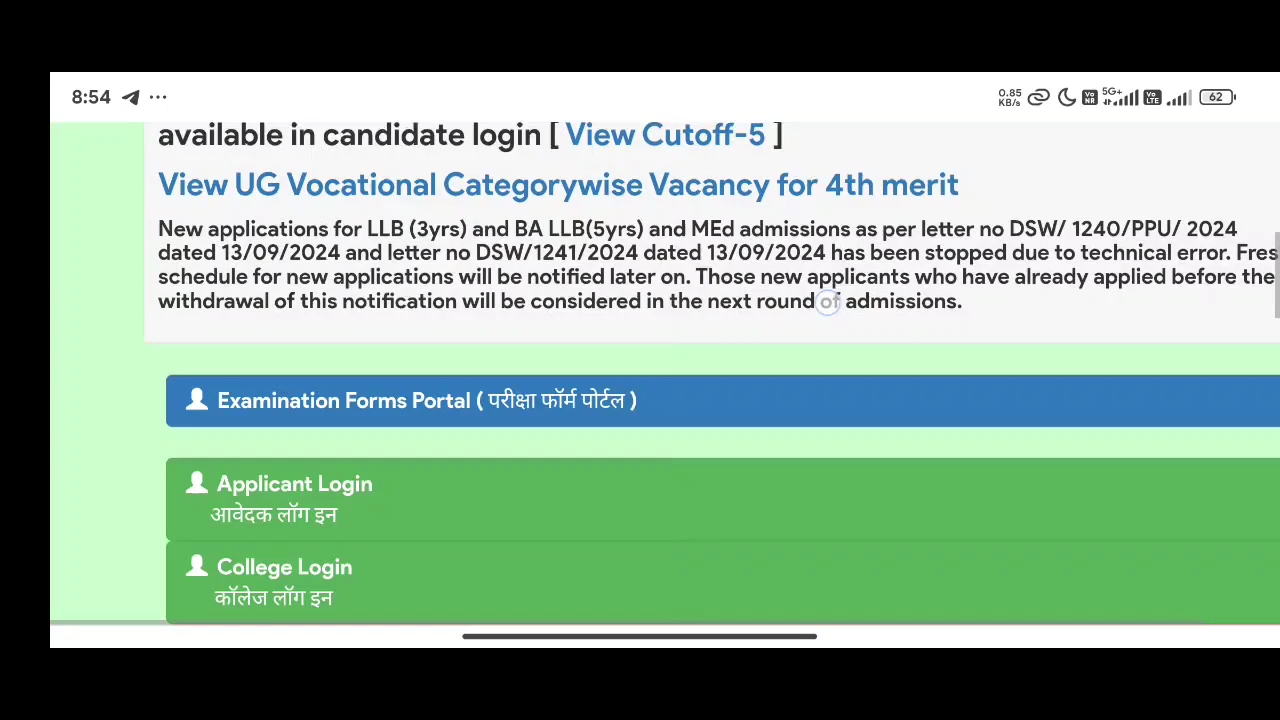 8:54 ...
0.85 KB/s 5G+ Vo NR Vo LTE 62
available in candidate login [ View Cutoff-5 ]
View UG Vocational Categorywise Vacancy for 4th merit
New applications for LLB (3yrs) and BA LLB(5yrs) and MEd admissions as per letter no DSW/ 1240/PPU/ 2024
dated 13/09/2024 and letter no DSW/1241/2024 dated 13/09/2024 has been stopped due to technical error. Fres
schedule for new applications will be notified later on. Those new applicants who have already applied before the
withdrawal of this notification will be considered in the next round of admissions.
Examination Forms Portal ( परीक्षा फॉर्म पोर्टल )
Applicant Login
आवेदक लॉग इन
College Login
कॉलेज लॉग इन